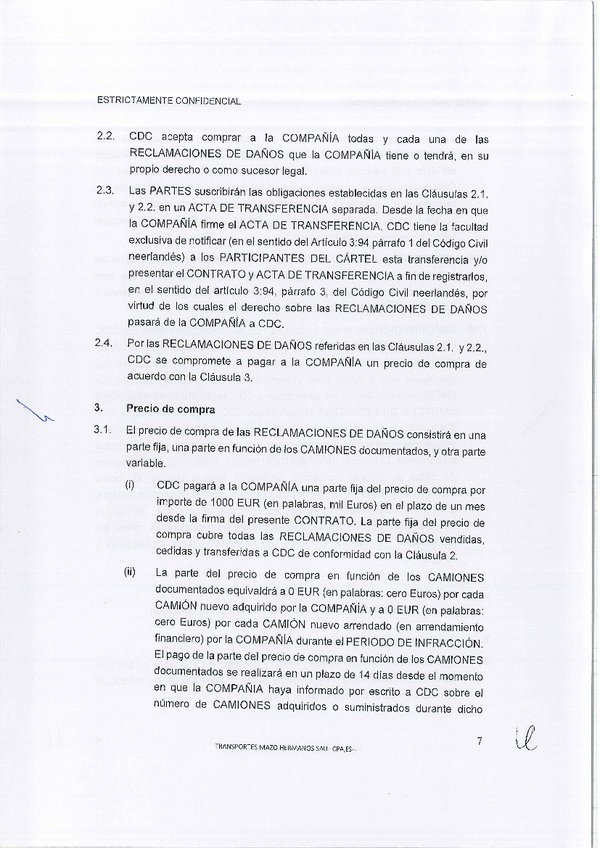 ESTRICTAMENTE CONFIDENCIAL
2.2. CDC acepta comprar a la COMPAÑÍA todas y cada una de las
RECLAMACIONES DE DAÑOS que la COMPAÑÍA tiene o tendrá, en su
propio derecho o como sucesor legal.
2.3. Las PARTES suscribirán las obligaciones establecidas en las Cláusulas 2.1.
y 2.2. en un ACTA DE TRANSFERENCIA separada. Desde la fecha en que
la COMPAÑÍA firme el ACTA DE TRANSFERENCIA. CDC tiene la facultad
exclusiva de notificar (en el sentido del Artículo 3:94 párrafo 1 del Código Civil
neerlandés) a los PARTICIPANTES DEL CÁRTEL esta transferencia y/o
presentar el CONTRATO y ACTA DE TRANSFERENCIA a fin de registrarlos,
en el sentido del artículo 3:94, párrafo 3, del Código Civil neerlandés, por
virtud de los cuales el derecho sobre las RECLAMACIONES DE DAÑOS
pasará de la COMPAÑÍA a CDC.
2.4. Por las RECLAMACIONES DE DAÑOS referidas en las Cláusulas 2.1. y 2.2.,
CDC se compromete a pagar a la COMPAÑÍA un precio de compra de
acuerdo con la Cláusula 3.
3. Precio de compra
3.1. El precio de compra de las RECLAMACIONES DE DAÑOS consistirá en una
parte fija, una parte en función de los CAMIONES documentados, y otra parte
variable.
(i) CDC pagará a la COMPAÑÍA una parte fija del precio de compra por
importe de 1000 EUR (en palabras, mil Euros) en el plazo de un mes
desde la firma del presente CONTRATO. La parte fija del precio de
compra cubre todas las RECLAMACIONES DE DAÑOS vendidas,
cedidas y transferidas a CDC de conformidad con la Cláusula 2.
(ii) La parte del precio de compra en función de los CAMIONES
documentados equivaldrá a 0 EUR (en palabras: cero Euros) por cada
CAMIÓN nuevo adquirido por la COMPAÑÍA y a 0 EUR (en palabras:
cero Euros) por cada CAMIÓN nuevo arrendado (en arrendamiento
financiero) por la COMPAÑÍA durante el PERIODO DE INFRACCIÓN.
El pago de la parte del precio de compra en función de los CAMIONES
documentados se realizará en un plazo de 14 días desde el momento
en que la COMPAÑIA haya informado por escrito a CDC sobre el
número de CAMIONES adquiridos o suministrados durante dicho
7
TRANSPORTES MAZO HERMANOS SAU